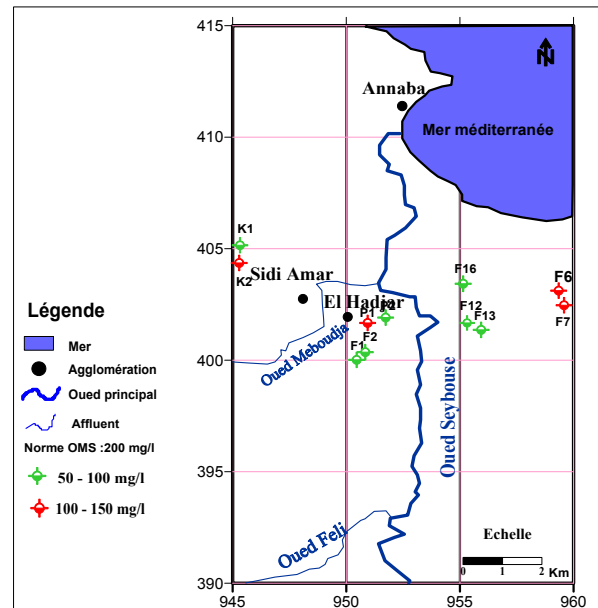 415
N
Annaba
410
Mer méditerranée
K1
405
K2
Sidi Amar
F16
F6
El Hadjar
P1
F12
F13
F7
F1
F2
400
Oued Meboudja
Oued Seybouse
395
Oued Feli
390
945
950
955
960
Echelle
0 1 2
Km
Légende
Mer
Agglomération
Oued principal
Affluent
Norme OMS :200 mg/l
50 - 100 mg/l
100 - 150 mg/l